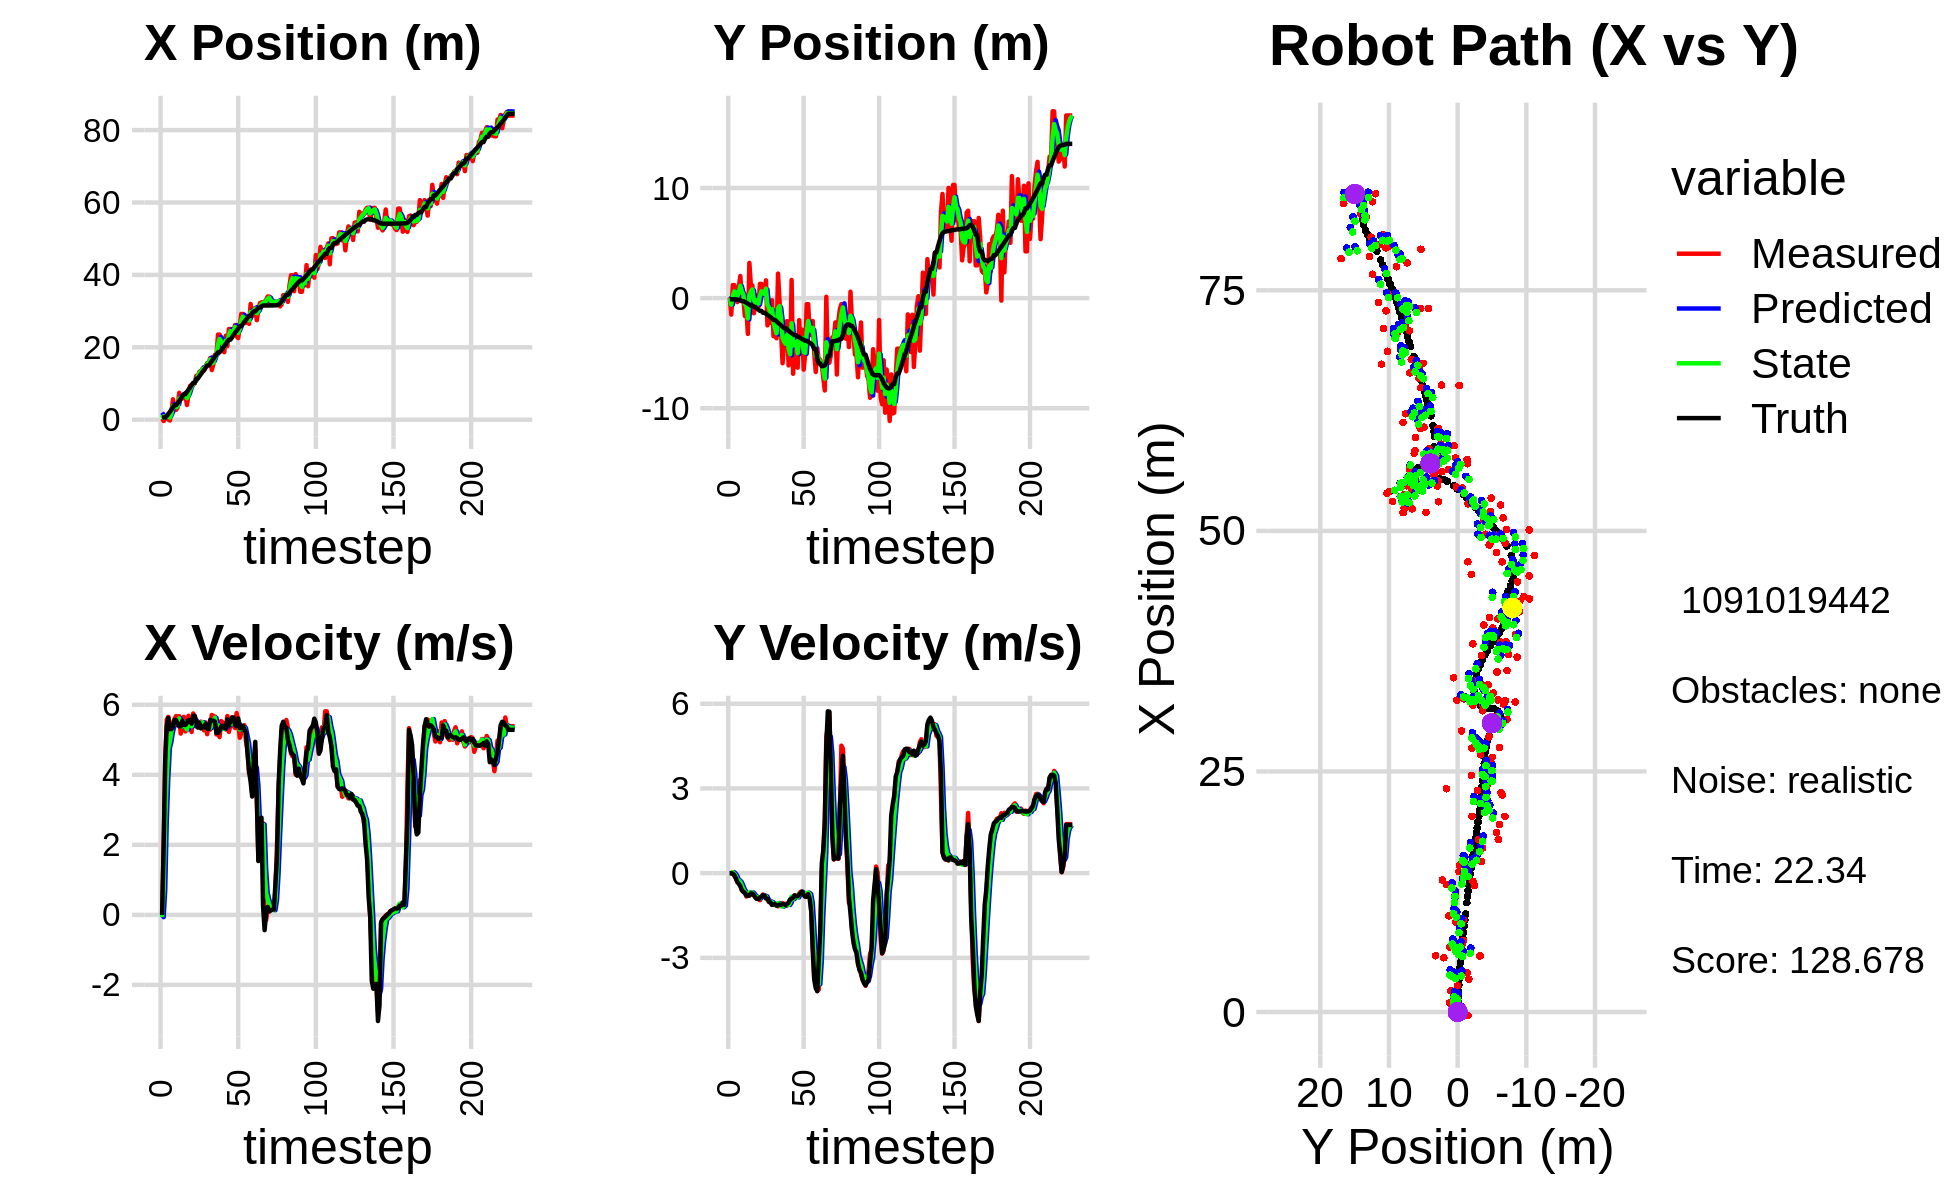 X Position (m)
80
60
40
20
0
0 50 100 150 200
timestep
Y Position (m)
10
0
-10
0 50 100 150 200
timestep
X Velocity (m/s)
6
4
2
0
-2
0 50 100 150 200
timestep
Y Velocity (m/s)
6
3
0
-3
0 50 100 150 200
timestep
Robot Path (X vs Y)
X Position (m)
75
50
25
0
20 10 0 -10 -20
Y Position (m)
variable
Measured
Predicted
State
Truth
1091019442
Obstacles: none
Noise: realistic
Time: 22.34
Score: 128.678